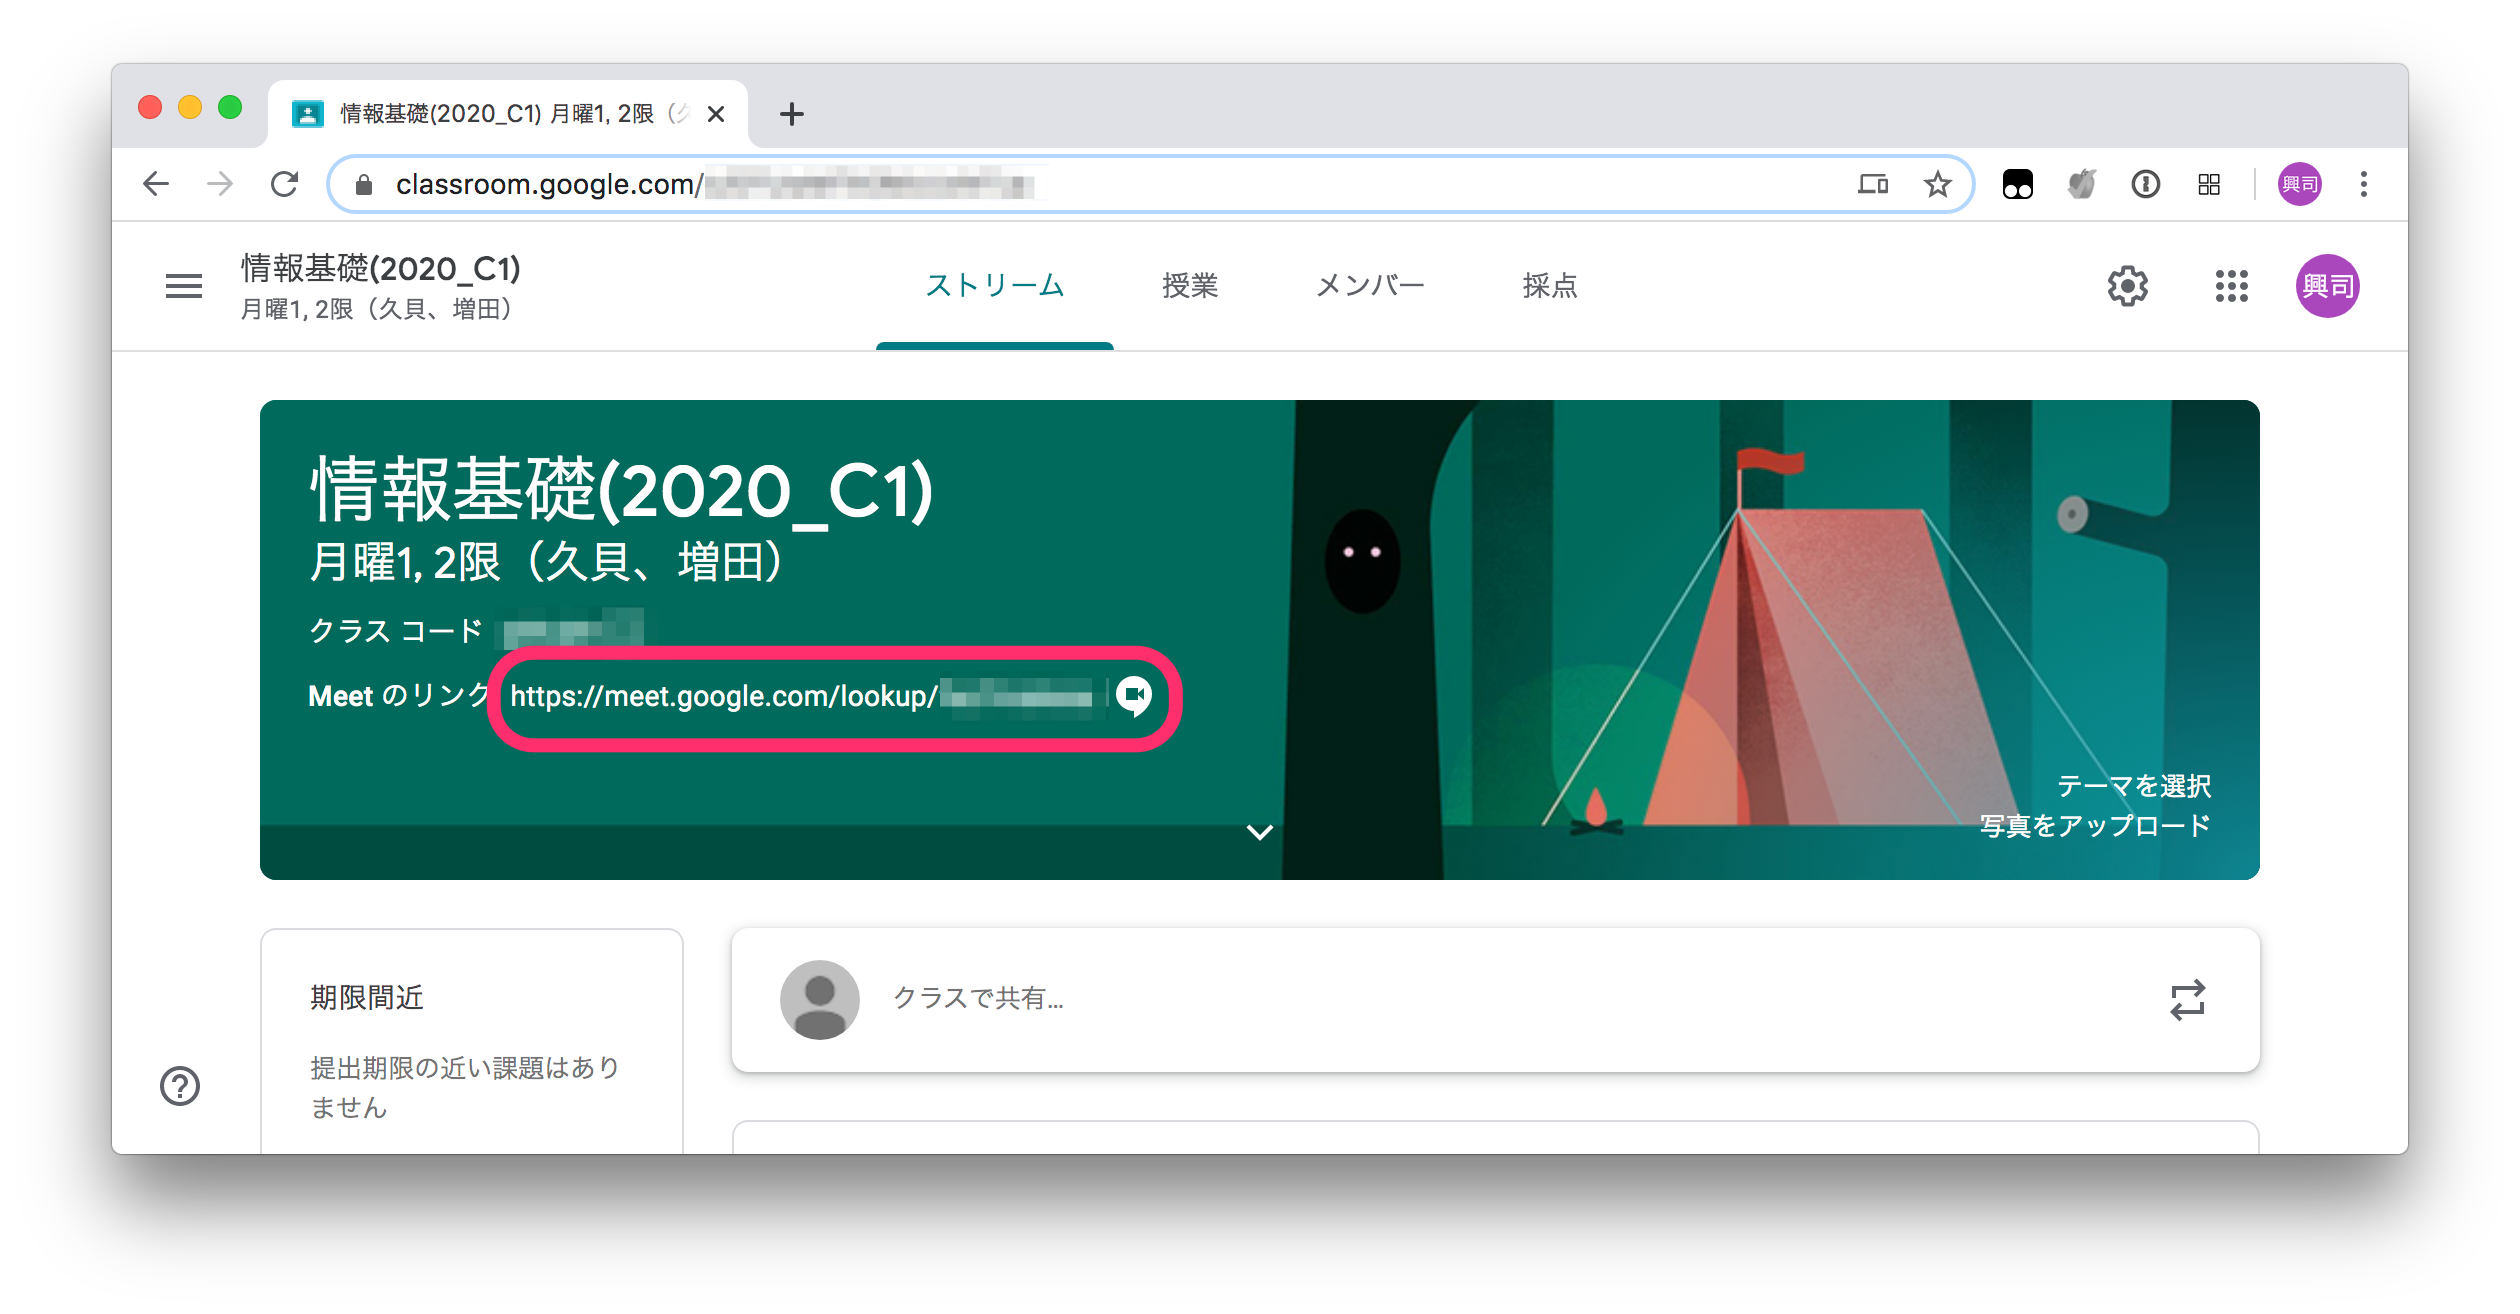 情報基礎(2020_C1) 月曜1, 2限（
classroom.google.com/
興司
情報基礎(2020_C1)
月曜1, 2限（久貝、増田）
ストリーム
授業
メンバー
採点
興司
情報基礎(2020_C1)
月曜1, 2限（久貝、増田）
クラス コード
Meet のリンク https://meet.google.com/lookup/
テーマを選択
写真をアップロード
期限間近
提出期限の近い課題はあり
ません
クラスで共有...